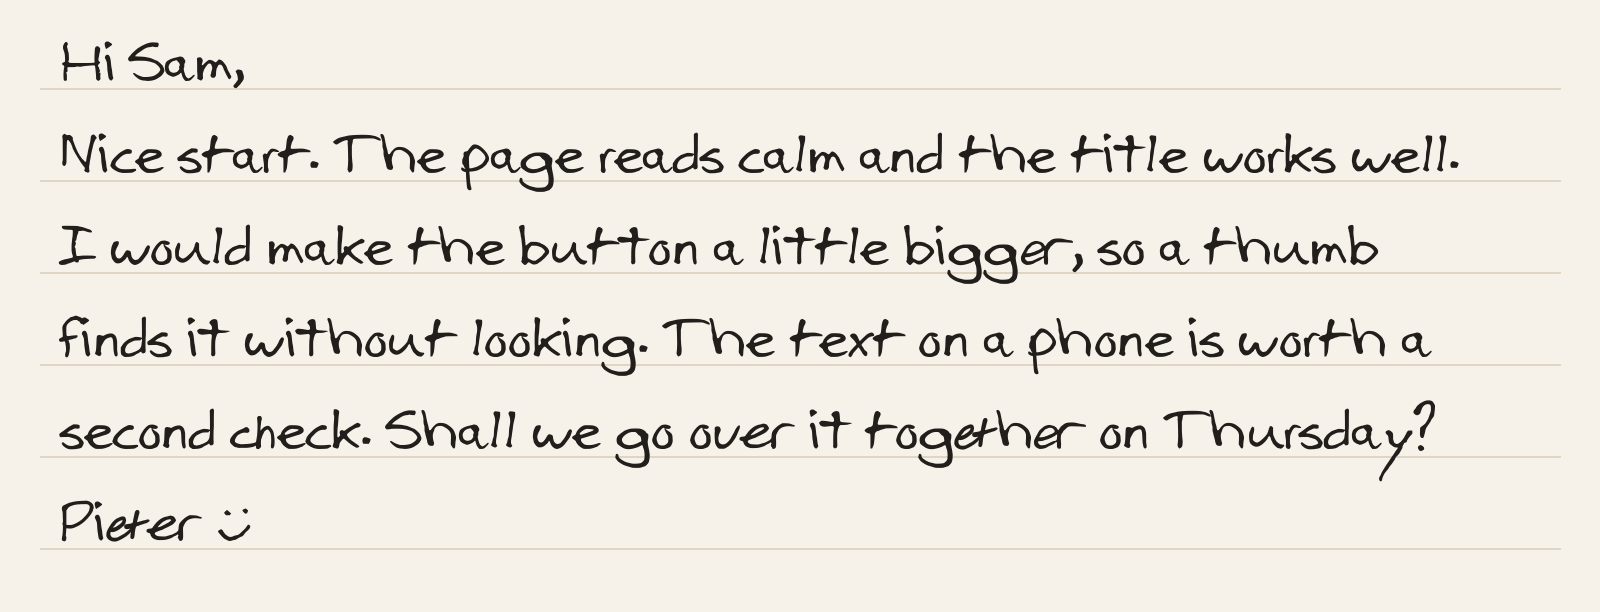 Hi Sam,
Nice start. The page reads calm and the title works well.
I would make the button a little bigger, so a thumb
finds it without looking. The text on a phone is worth a
second check. Shall we go over it together on Thursday?
Pieter :)